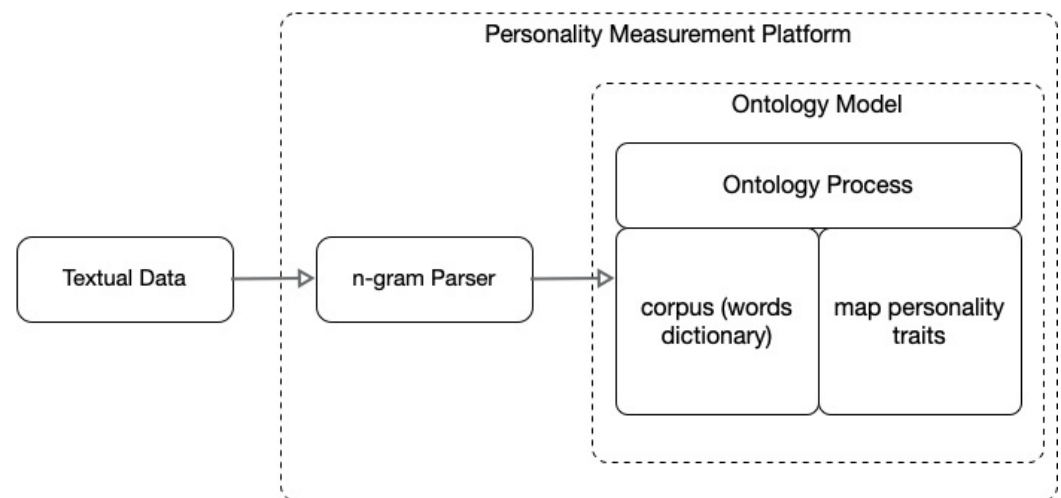 Personality Measurement Platform
Ontology Model
Ontology Process
Textual Data
n-gram Parser
corpus (words
dictionary)
map personality
traits